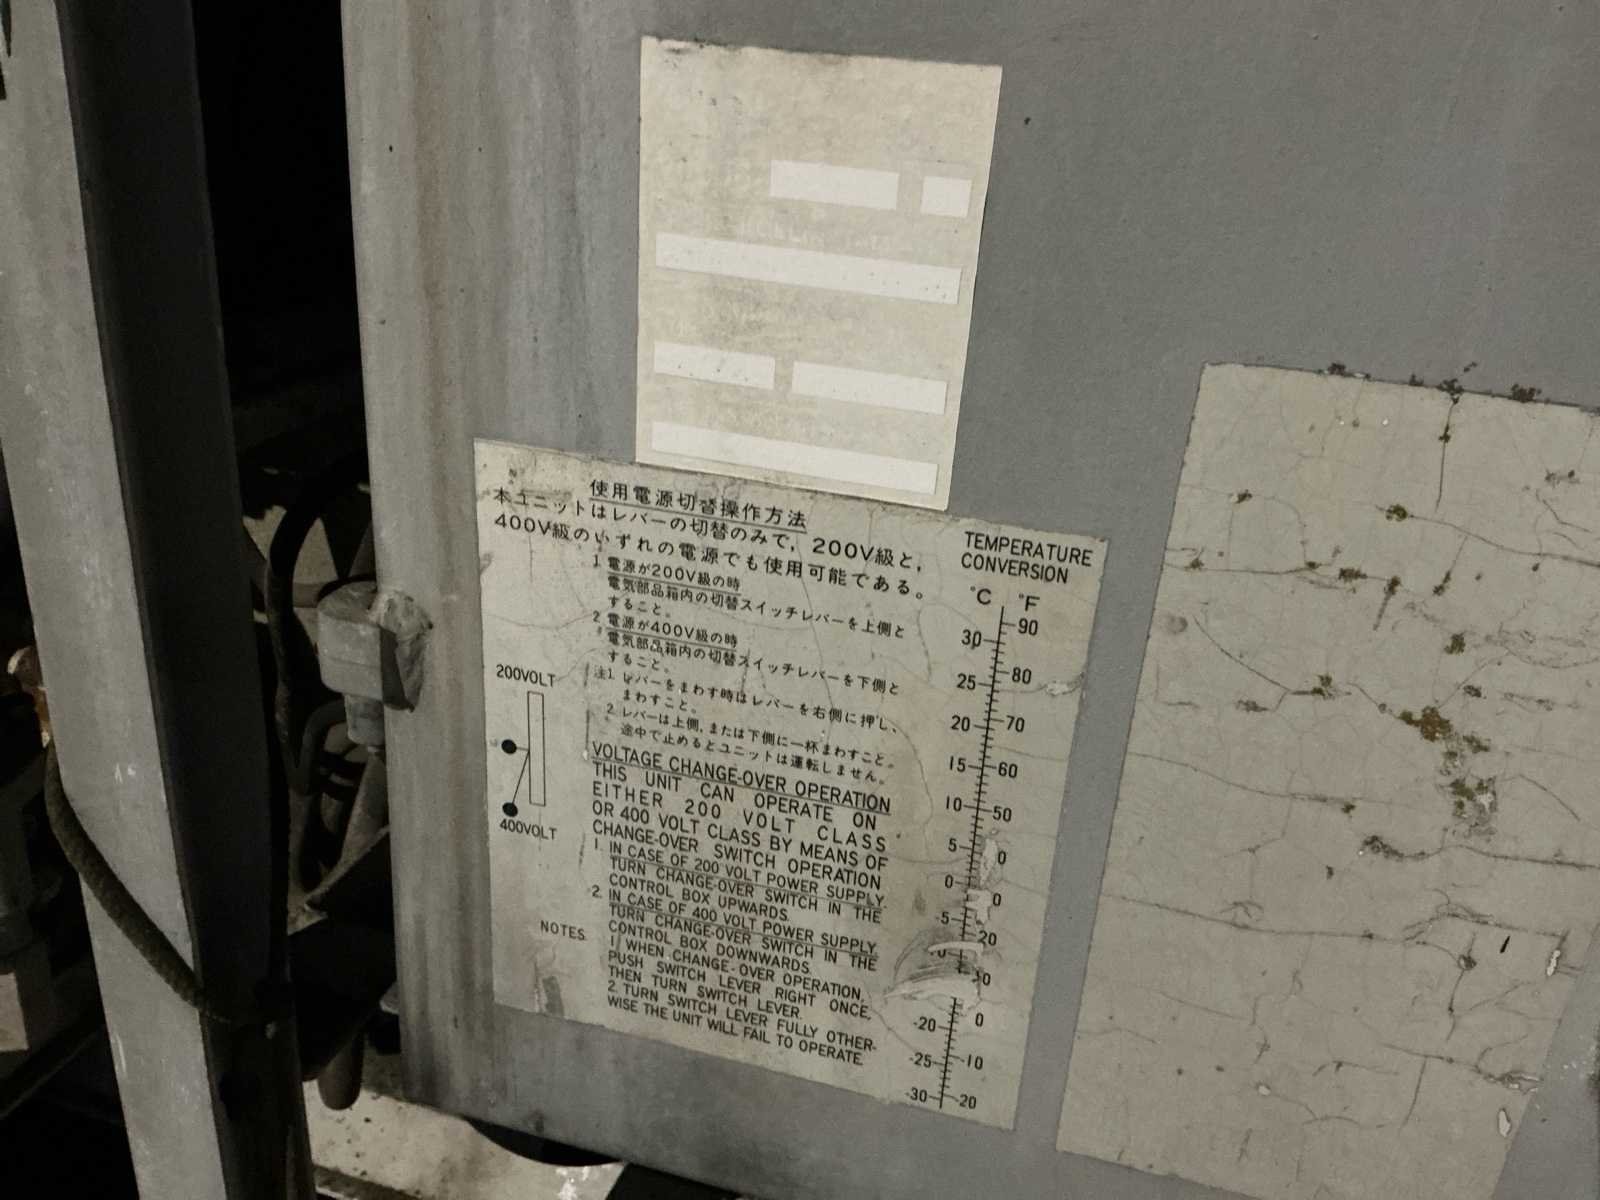 使用電源切替操作方法
本ユニットはレバーの切替のみで，200V級と，
400V級のいずれの電源でも使用可能である。
1. 電源が200V級の時
電気部品箱内の切替スイッチレバーを上側と
すること。
2. 電源が400V級の時
電気部品箱内の切替スイッチレバーを下側と
すること。
注1. レバーをまわす時はレバーを右側に押し、
まわすこと。
2. レバーは上側，または下側に一杯まわすこと。
途中で止めるとユニットは運転しません。
200VOLT
400VOLT
VOLTAGE CHANGE-OVER OPERATION
THIS UNIT CAN OPERATE ON
EITHER 200 VOLT CLASS
OR 400 VOLT CLASS BY MEANS OF
CHANGE-OVER SWITCH OPERATION
1. IN CASE OF 200 VOLT POWER SUPPLY.
TURN CHANGE-OVER SWITCH IN THE
CONTROL BOX UPWARDS.
2. IN CASE OF 400 VOLT POWER SUPPLY
TURN CHANGE-OVER SWITCH IN THE
CONTROL BOX DOWNWARDS.
NOTES. 1) WHEN CHANGE-OVER OPERATION,
PUSH SWITCH LEVER RIGHT ONCE,
THEN TURN SWITCH LEVER.
2. TURN SWITCH LEVER FULLY OTHER-
WISE THE UNIT WILL FAIL TO OPERATE.
TEMPERATURE
CONVERSION
°C °F
90
30
80
25
20 70
15 60
10 50
5
0
-5
20
-20 0
-25 -10
-30 -20